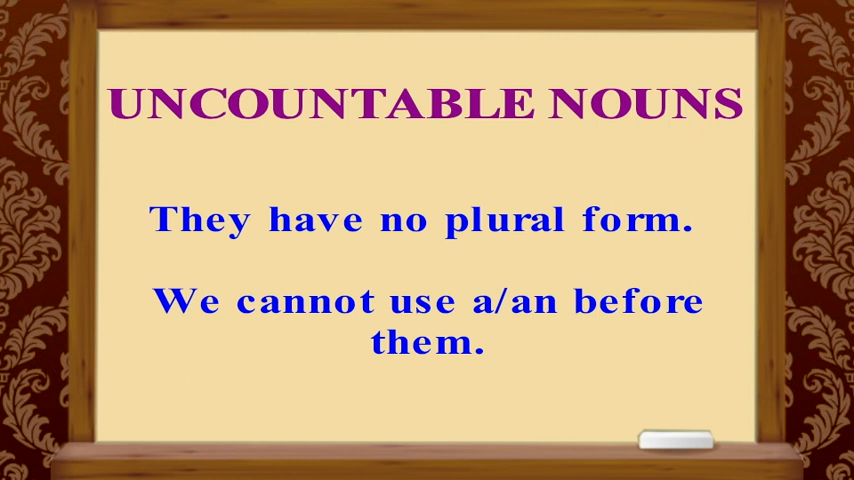 UNCOUNTABLE NOUNS
They have no plural form.
We cannot use a/an before
them.